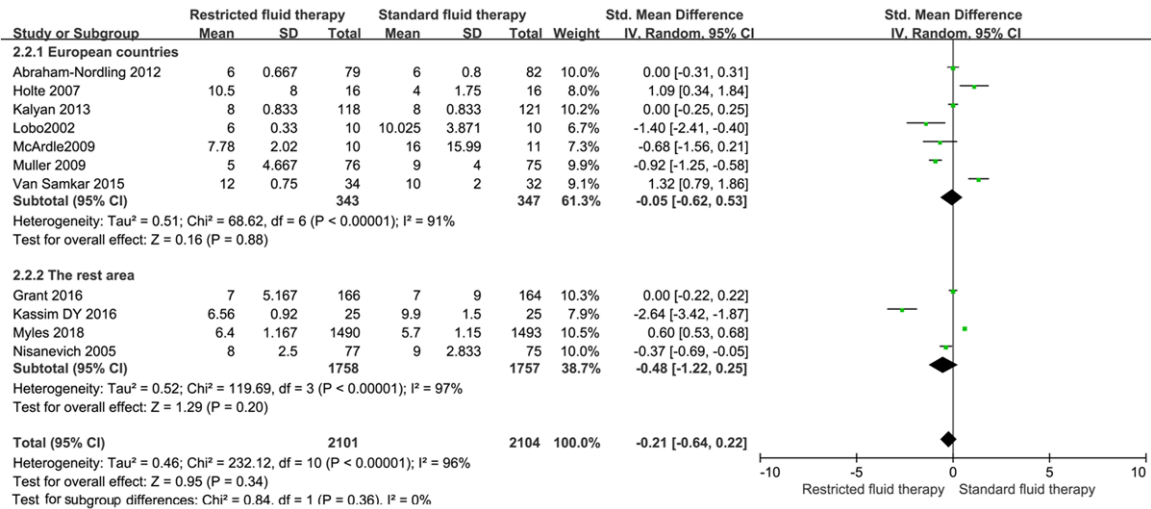 Restricted fluid therapy Standard fluid therapy Std. Mean Difference Std. Mean Difference
Study or Subgroup Mean SD Total Mean SD Total Weight IV, Random, 95% CI IV, Random, 95% CI
2.2.1 European countries
Abraham-Nordling 2012 6 0.667 79 6 0.8 82 10.0% 0.00 [-0.31, 0.31]
Holte 2007 10.5 8 16 4 1.75 16 8.0% 1.09 [0.34, 1.84]
Kalyan 2013 8 0.833 118 8 0.833 121 10.2% 0.00 [-0.25, 0.25]
Lobo2002 6 0.33 10 10.025 3.871 10 6.7% -1.40 [-2.41, -0.40]
McArdle2009 7.78 2.02 10 16 15.99 11 7.3% -0.68 [-1.56, 0.21]
Muller 2009 5 4.667 76 9 4 75 9.9% -0.92 [-1.25, -0.58]
Van Samkar 2015 12 0.75 34 10 2 32 9.1% 1.32 [0.79, 1.86]
Subtotal (95% CI) 343 347 61.3% -0.05 [-0.62, 0.53]
Heterogeneity: Tau² = 0.51; Chi² = 68.62, df = 6 (P < 0.00001); I² = 91%
Test for overall effect: Z = 0.16 (P = 0.88)
2.2.2 The rest area
Grant 2016 7 5.167 166 7 9 164 10.3% 0.00 [-0.22, 0.22]
Kassim DY 2016 6.56 0.92 25 9.9 1.5 25 7.9% -2.64 [-3.42, -1.87]
Myles 2018 6.4 1.167 1490 5.7 1.15 1493 10.5% 0.60 [0.53, 0.68]
Nisanevich 2005 8 2.5 77 9 2.833 75 10.0% -0.37 [-0.69, -0.05]
Subtotal (95% CI) 1758 1757 38.7% -0.48 [-1.22, 0.25]
Heterogeneity: Tau² = 0.52; Chi² = 119.69, df = 3 (P < 0.00001); I² = 97%
Test for overall effect: Z = 1.29 (P = 0.20)
Total (95% CI) 2101 2104 100.0% -0.21 [-0.64, 0.22]
Heterogeneity: Tau² = 0.46; Chi² = 232.12, df = 10 (P < 0.00001); I² = 96%
Test for overall effect: Z = 0.95 (P = 0.34)
Test for subgroup differences: Chi² = 0.84, df = 1 (P = 0.36), I² = 0%
-10 -5 0 5 10
Restricted fluid therapy Standard fluid therapy